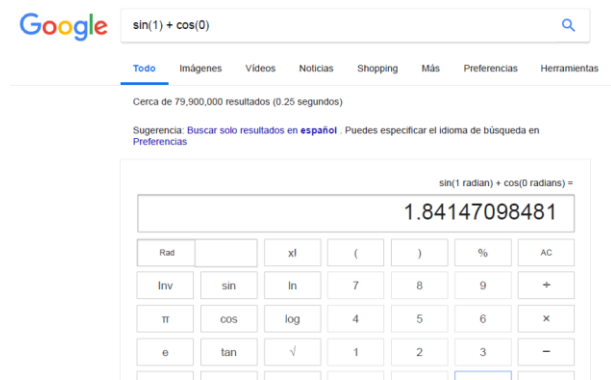 Google sin(1) + cos(0)
Todo Imágenes Vídeos Noticias Shopping Más Preferencias Herramientas
Cerca de 79,900,000 resultados (0.25 segundos)
Sugerencia: Buscar solo resultados en español . Puedes especificar el idioma de búsqueda en
Preferencias
sin(1 radian) + cos(0 radians) =
1.84147098481
Rad x! ( ) % AC
Inv sin ln 7 8 9 ÷
π cos log 4 5 6 ×
e tan √ 1 2 3 −